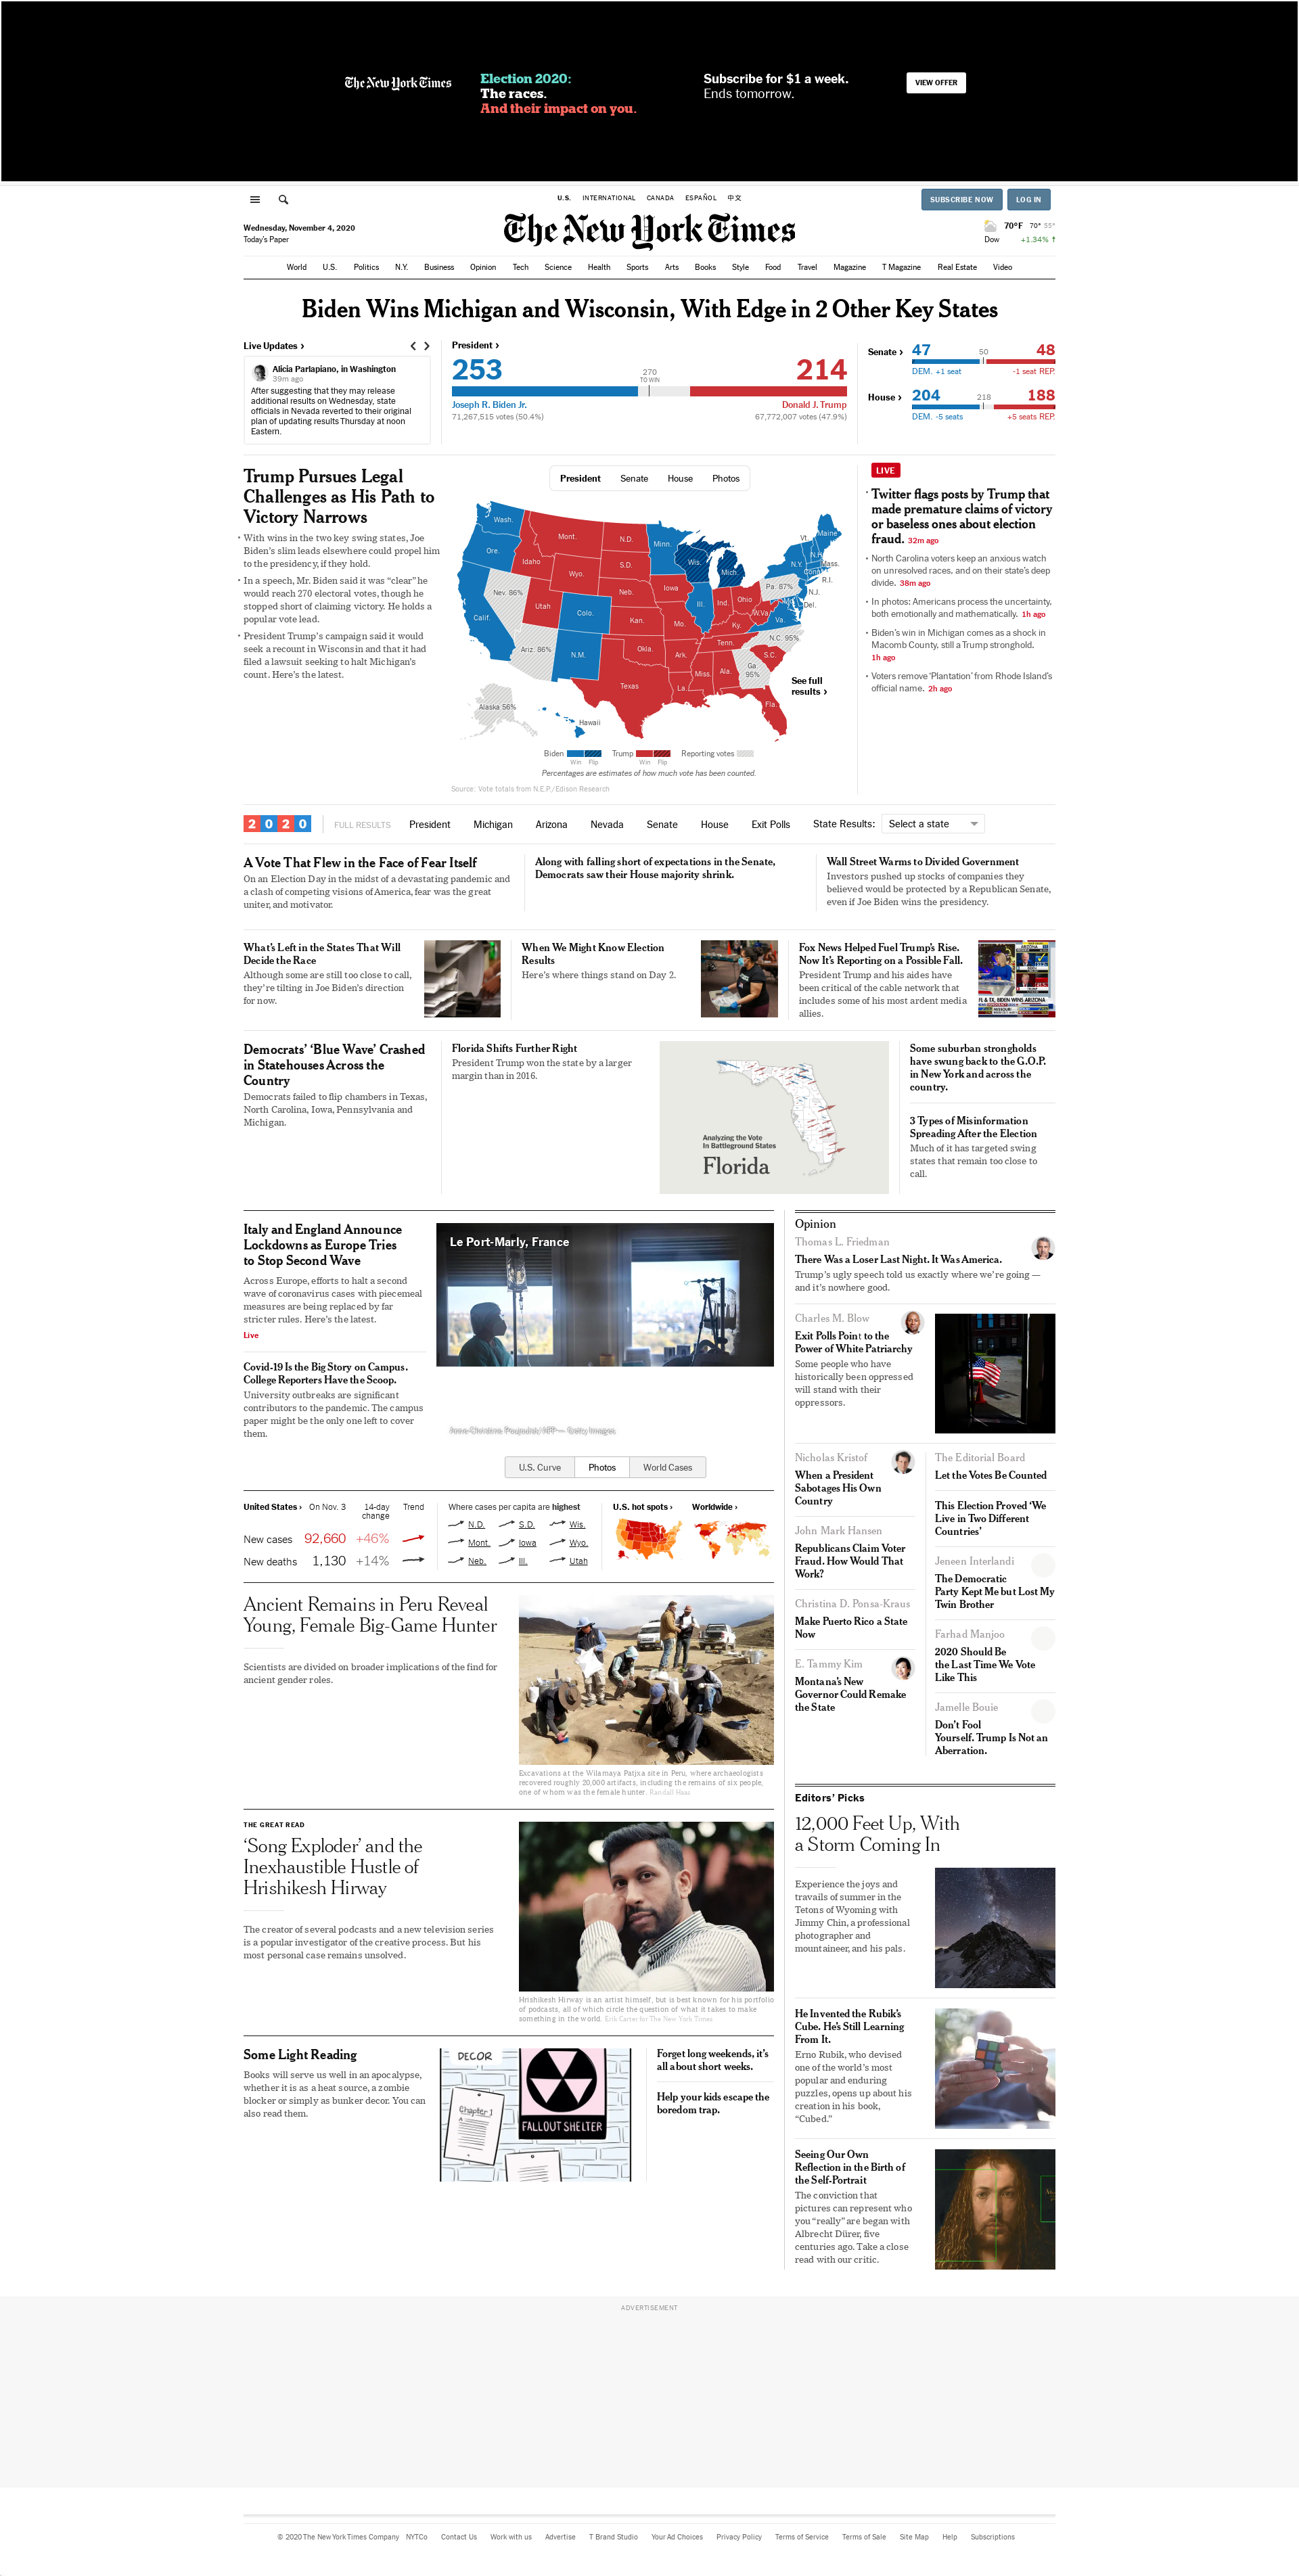 The New York Times
Election 2020:
The races.
And their impact on you.
Subscribe for $1 a week.
Ends tomorrow.
VIEW OFFER
U.S. INTERNATIONAL CANADA ESPAÑOL 中文
SUBSCRIBE NOW LOG IN
Wednesday, November 4, 2020
Today's Paper
The New York Times
70°F 70° 55°
Dow +1.34% ↑
World U.S. Politics N.Y. Business Opinion Tech Science Health Sports Arts Books Style Food Travel Magazine T Magazine Real Estate Video
Biden Wins Michigan and Wisconsin, With Edge in 2 Other Key States
Live Updates ›
Alicia Parlapiano, in Washington
39m ago
After suggesting that they may release
additional results on Wednesday, state
officials in Nevada reverted to their original
plan of updating results Thursday at noon
Eastern.
President ›
253
270
TO WIN
214
Joseph R. Biden Jr.
Donald J. Trump
71,267,515 votes (50.4%)
67,772,007 votes (47.9%)
Senate › 47 50 48
DEM. +1 seat -1 seat REP.
House › 204 218 188
DEM. -5 seats +5 seats REP.
Trump Pursues Legal
Challenges as His Path to
Victory Narrows
• With wins in the two key swing states, Joe
Biden's slim leads elsewhere could propel him
to the presidency, if they hold.
• In a speech, Mr. Biden said it was “clear” he
would reach 270 electoral votes, though he
stopped short of claiming victory. He holds a
popular vote lead.
• President Trump's campaign said it would
seek a recount in Wisconsin and that it had
filed a lawsuit seeking to halt Michigan's
count. Here's the latest.
President Senate House Photos
Wash.
Ore.
Calif.
Nev. 86%
Idaho
Mont.
Wyo.
Utah
Ariz. 86%
Colo.
N.M.
N.D.
S.D.
Neb.
Kan.
Okla.
Texas
Minn.
Iowa
Mo.
Ark.
La.
Wis.
Ill.
Mich.
Ind.
Ohio
Ky.
Tenn.
Miss.
Ala.
Ga.
95%
Fla.
S.C.
N.C. 95%
Va.
W.Va.
Pa. 87%
N.Y.
Vt.
N.H.
Maine
Mass.
Conn.
R.I.
N.J.
Del.
Alaska 56%
Hawaii
See full
results ›
Biden Trump Reporting votes
Win Flip Win Flip
Percentages are estimates of how much vote has been counted.
Source: Vote totals from N.E.P./Edison Research
LIVE
• Twitter flags posts by Trump that
made premature claims of victory
or baseless ones about election
fraud. 32m ago
• North Carolina voters keep an anxious watch
on unresolved races, and on their state's deep
divide. 38m ago
• In photos: Americans process the uncertainty,
both emotionally and mathematically. 1h ago
• Biden's win in Michigan comes as a shock in
Macomb County, still a Trump stronghold.
1h ago
• Voters remove 'Plantation' from Rhode Island's
official name. 2h ago
2020 FULL RESULTS President Michigan Arizona Nevada Senate House Exit Polls State Results: Select a state
A Vote That Flew in the Face of Fear Itself
On an Election Day in the midst of a devastating pandemic and
a clash of competing visions of America, fear was the great
uniter, and motivator.
Along with falling short of expectations in the Senate,
Democrats saw their House majority shrink.
Wall Street Warms to Divided Government
Investors pushed up stocks of companies they
believed would be protected by a Republican Senate,
even if Joe Biden wins the presidency.
What's Left in the States That Will
Decide the Race
Although some are still too close to call,
they're tilting in Joe Biden's direction
for now.
When We Might Know Election
Results
Here's where things stand on Day 2.
Fox News Helped Fuel Trump's Rise.
Now It's Reporting on a Possible Fall.
President Trump and his aides have
been critical of the cable network that
includes some of his most ardent media
allies.
FL & TX, BIDEN WINS ARIZONA
Democrats' 'Blue Wave' Crashed
in Statehouses Across the
Country
Democrats failed to flip chambers in Texas,
North Carolina, Iowa, Pennsylvania and
Michigan.
Florida Shifts Further Right
President Trump won the state by a larger
margin than in 2016.
Analyzing the Vote
In Battleground States
Florida
Some suburban strongholds
have swung back to the G.O.P.
in New York and across the
country.
3 Types of Misinformation
Spreading After the Election
Much of it has targeted swing
states that remain too close to
call.
Italy and England Announce
Lockdowns as Europe Tries
to Stop Second Wave
Across Europe, efforts to halt a second
wave of coronavirus cases with piecemeal
measures are being replaced by far
stricter rules. Here's the latest.
Live
Covid-19 Is the Big Story on Campus.
College Reporters Have the Scoop.
University outbreaks are significant
contributors to the pandemic. The campus
paper might be the only one left to cover
them.
Le Port-Marly, France
Anne-Christine Poujoulat/AFP — Getty Images
U.S. Curve Photos World Cases
United States › On Nov. 3 14-day
change Trend
New cases 92,660 +46%
New deaths 1,130 +14%
Where cases per capita are highest
N.D. S.D. Wis.
Mont. Iowa Wyo.
Neb. Ill. Utah
U.S. hot spots › Worldwide ›
Ancient Remains in Peru Reveal
Young, Female Big-Game Hunter
Scientists are divided on broader implications of the find for
ancient gender roles.
Excavations at the Wilamaya Patjxa site in Peru, where archaeologists
recovered roughly 20,000 artifacts, including the remains of six people,
one of whom was the female hunter. Randall Haas
THE GREAT READ
'Song Exploder' and the
Inexhaustible Hustle of
Hrishikesh Hirway
The creator of several podcasts and a new television series
is a popular investigator of the creative process. But his
most personal case remains unsolved.
Hrishikesh Hirway is an artist himself, but is best known for his portfolio
of podcasts, all of which circle the question of what it takes to make
something in the world. Erik Carter for The New York Times
Some Light Reading
Books will serve us well in an apocalypse,
whether it is as a heat source, a zombie
blocker or simply as bunker decor. You can
also read them.
DECOR
Chapter 1
FALLOUT SHELTER
Forget long weekends, it's
all about short weeks.
Help your kids escape the
boredom trap.
Opinion
Thomas L. Friedman
There Was a Loser Last Night. It Was America.
Trump's ugly speech told us exactly where we're going —
and it's nowhere good.
Charles M. Blow
Exit Polls Point to the
Power of White Patriarchy
Some people who have
historically been oppressed
will stand with their
oppressors.
Nicholas Kristof
When a President
Sabotages His Own
Country
John Mark Hansen
Republicans Claim Voter
Fraud. How Would That
Work?
Christina D. Ponsa-Kraus
Make Puerto Rico a State
Now
E. Tammy Kim
Montana's New
Governor Could Remake
the State
The Editorial Board
Let the Votes Be Counted
This Election Proved 'We
Live in Two Different
Countries'
Jeneen Interlandi
The Democratic
Party Kept Me but Lost My
Twin Brother
Farhad Manjoo
2020 Should Be
the Last Time We Vote
Like This
Jamelle Bouie
Don't Fool
Yourself. Trump Is Not an
Aberration.
Editors' Picks
12,000 Feet Up, With
a Storm Coming In
Experience the joys and
travails of summer in the
Tetons of Wyoming with
Jimmy Chin, a professional
photographer and
mountaineer, and his pals.
He Invented the Rubik's
Cube. He's Still Learning
From It.
Erno Rubik, who devised
one of the world's most
popular and enduring
puzzles, opens up about his
creation in his book,
“Cubed.”
Seeing Our Own
Reflection in the Birth of
the Self-Portrait
The conviction that
pictures can represent who
you “really” are began with
Albrecht Dürer, five
centuries ago. Take a close
read with our critic.
ADVERTISEMENT
© 2020 The New York Times Company NYTCo Contact Us Work with us Advertise T Brand Studio Your Ad Choices Privacy Policy Terms of Service Terms of Sale Site Map Help Subscriptions